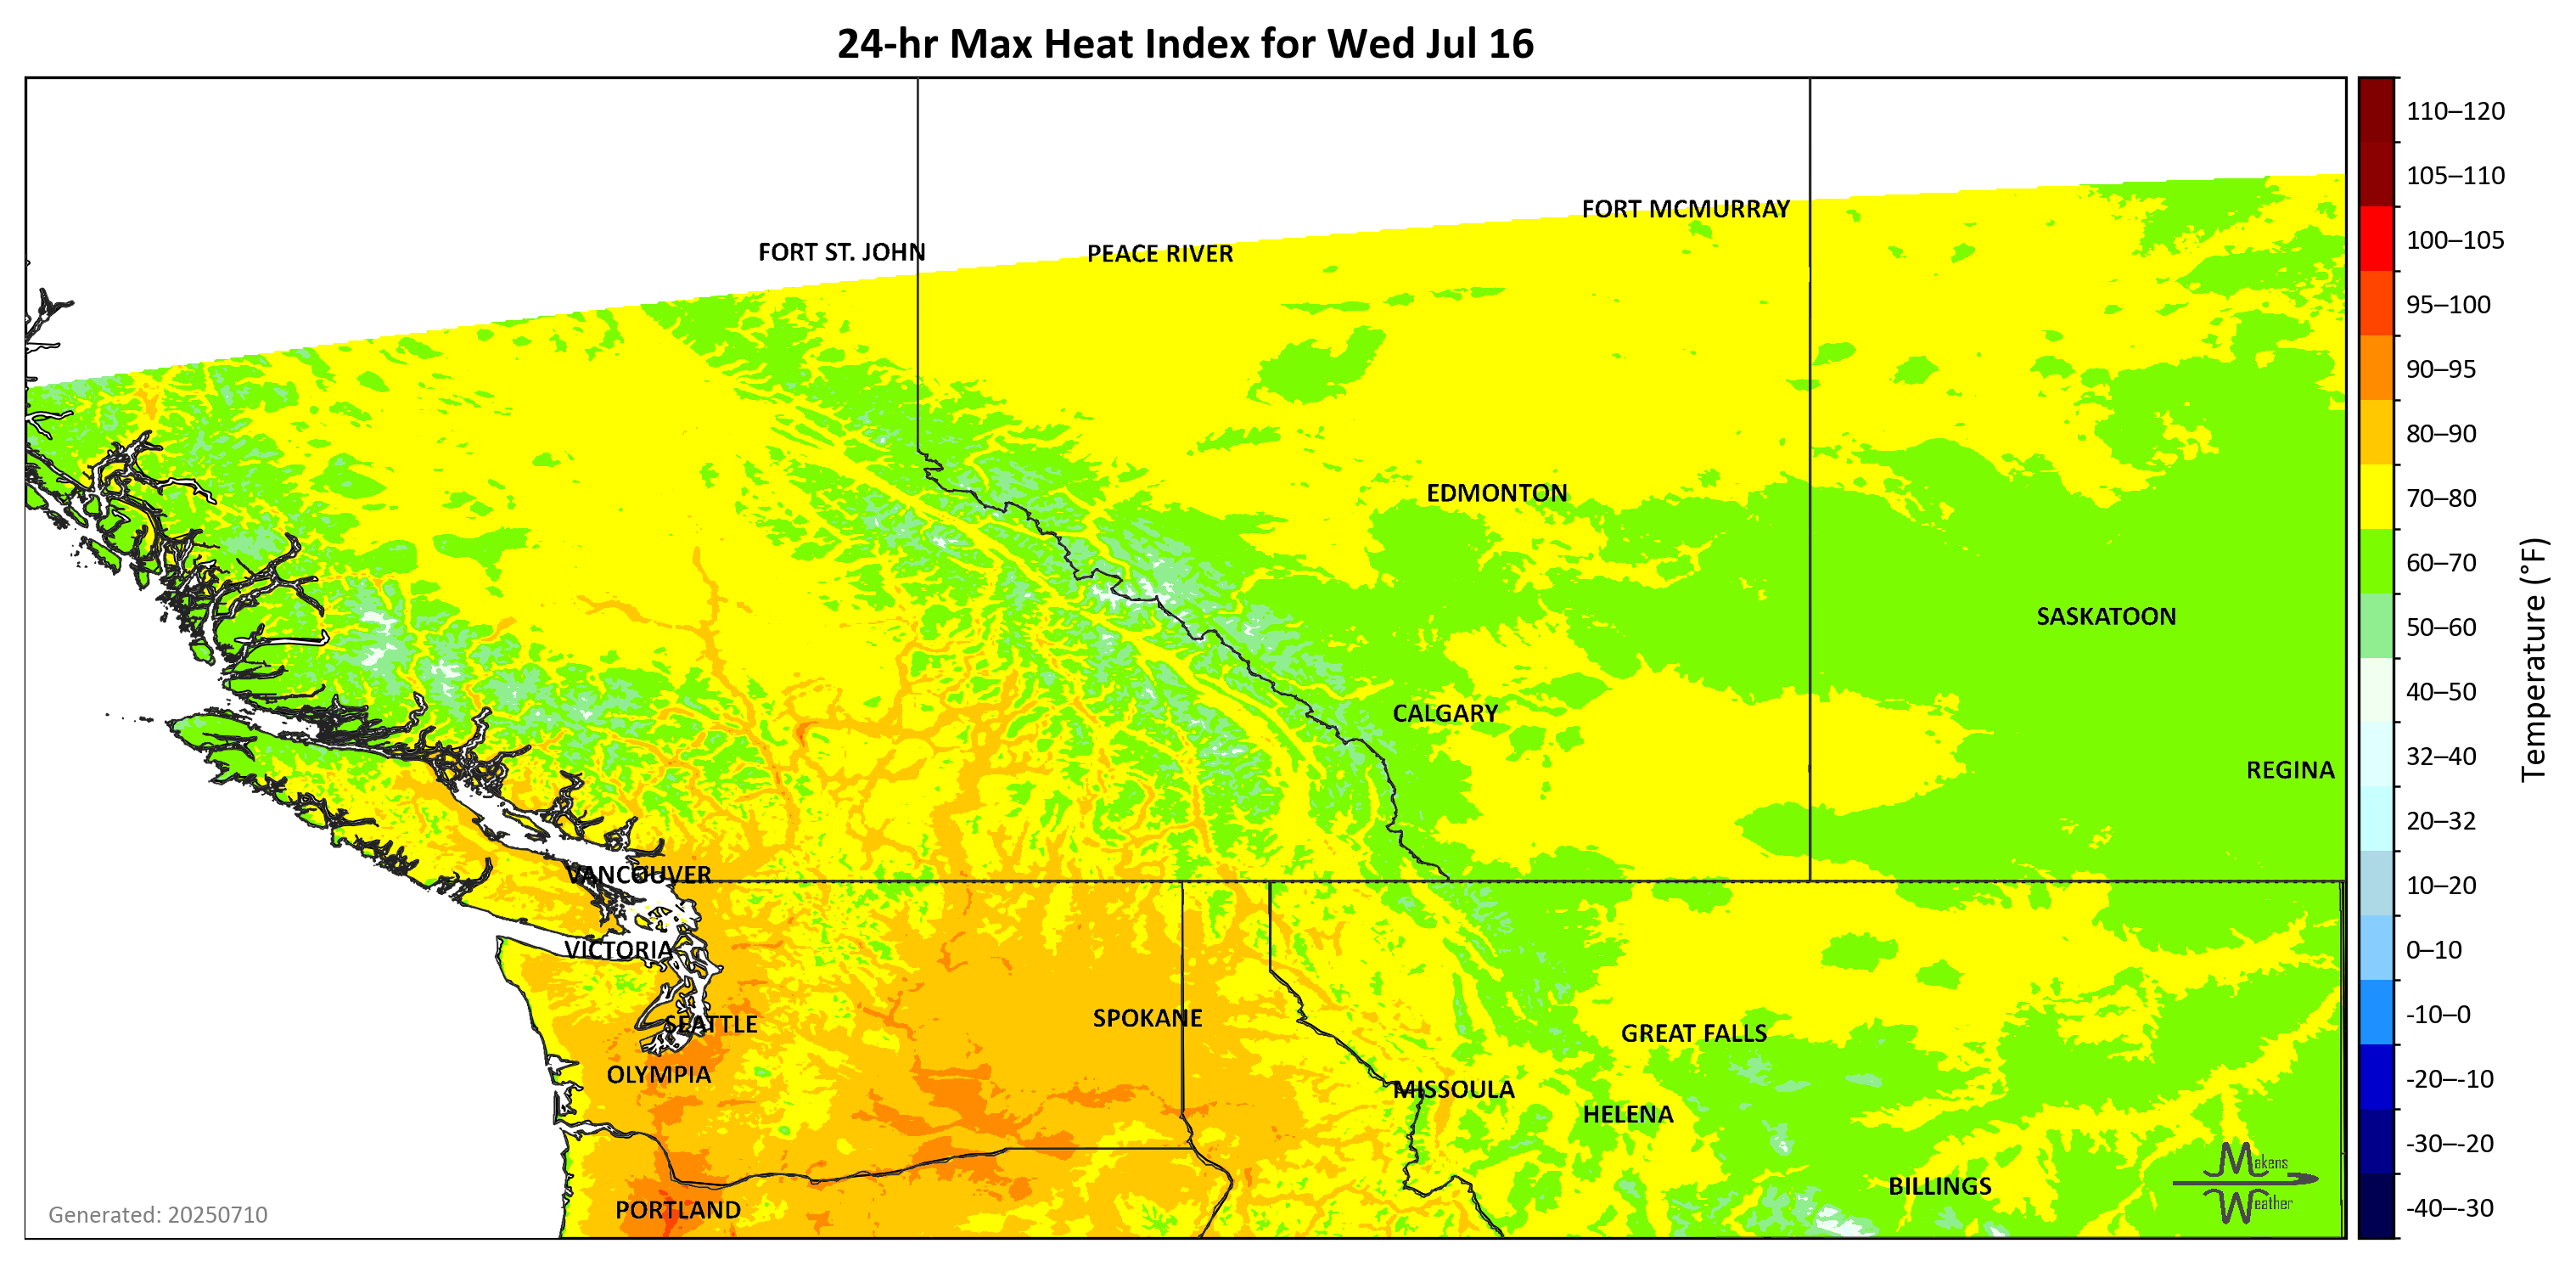 24-hr Max Heat Index for Wed Jul 16
110–120
105–110
100–105
95–100
90–95
80–90
70–80
60–70
50–60
40–50
32–40
20–32
10–20
0–10
-10–0
-20–-10
-30–-20
-40–-30
Temperature (°F)
FORT MCMURRAY
FORT ST. JOHN
PEACE RIVER
EDMONTON
SASKATOON
CALGARY
REGINA
VANCOUVER
VICTORIA
SEATTLE
SPOKANE
GREAT FALLS
OLYMPIA
MISSOULA
HELENA
BILLINGS
PORTLAND
Makens
Weather
Generated: 20250710